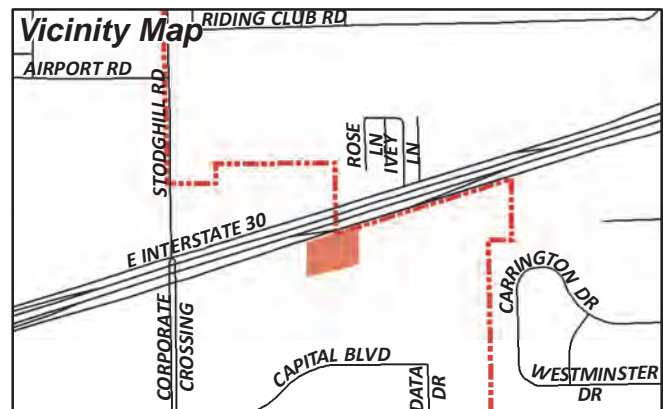 Vicinity Map
RIDING CLUB RD
AIRPORT RD
STODGHILL RD
ROSE
LN
IVEY
LN
E INTERSTATE 30
CORPORATE
CROSSING
CAPITAL BLVD
DATA
DR
CARRINGTON DR
WESTMINSTER
DR